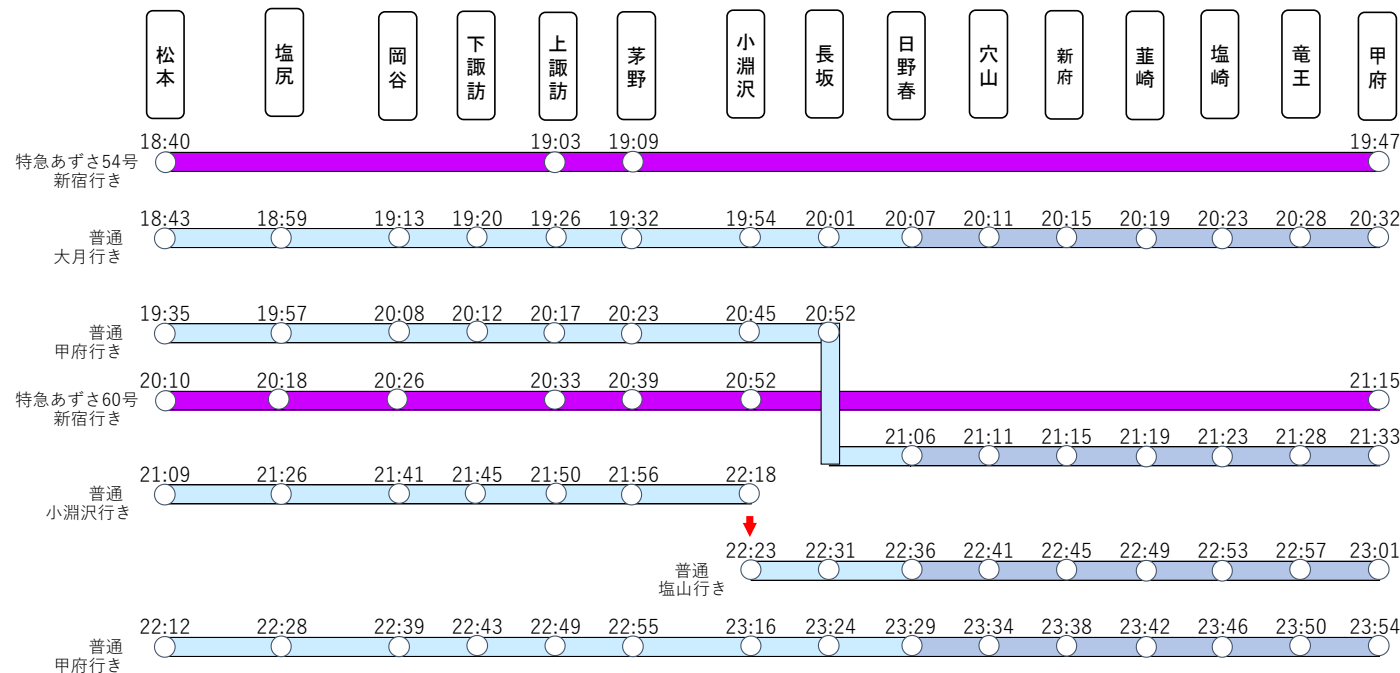 松本
塩尻
岡谷
下諏訪
上諏訪
茅野
小淵沢
長坂
日野春
穴山
新府
韮崎
塩崎
竜王
甲府
18:40 19:03 19:09 19:47
特急あずさ54号
新宿行き
18:43 18:59 19:13 19:20 19:26 19:32 19:54 20:01 20:07 20:11 20:15 20:19 20:23 20:28 20:32
普通
大月行き
19:35 19:57 20:08 20:12 20:17 20:23 20:45 20:52
普通
甲府行き
20:10 20:18 20:26 20:33 20:39 20:52 21:15
特急あずさ60号
新宿行き
21:06 21:11 21:15 21:19 21:23 21:28 21:33
21:09 21:26 21:41 21:45 21:50 21:56 22:18
普通
小淵沢行き
22:23 22:31 22:36 22:41 22:45 22:49 22:53 22:57 23:01
普通
塩山行き
22:12 22:28 22:39 22:43 22:49 22:55 23:16 23:24 23:29 23:34 23:38 23:42 23:46 23:50 23:54
普通
甲府行き